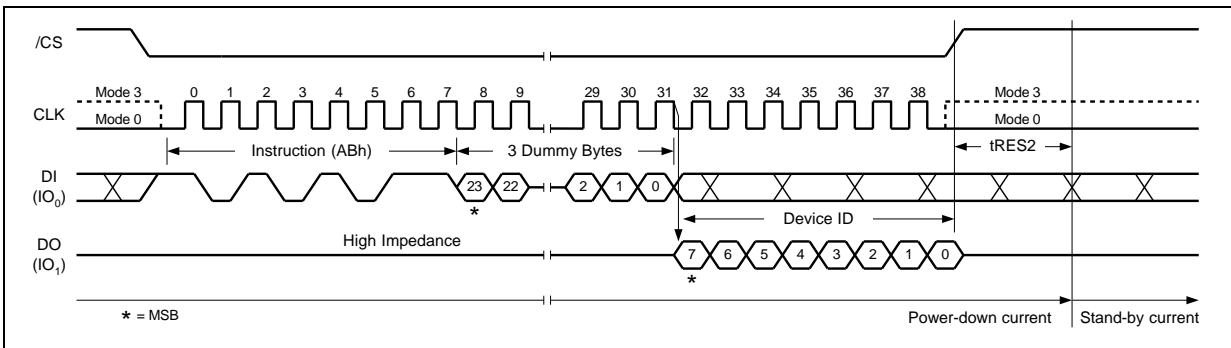 /CS
Mode 3 0 1 2 3 4 5 6 7 8 9 29 30 31 32 33 34 35 36 37 38 Mode 3
CLK
Mode 0 Mode 0
Instruction (ABh) 3 Dummy Bytes tRES2
DI
(IO0)
23 22 2 1 0
*
Device ID
High Impedance
DO
(IO1)
7 6 5 4 3 2 1 0
*
* = MSB
Power-down current Stand-by current